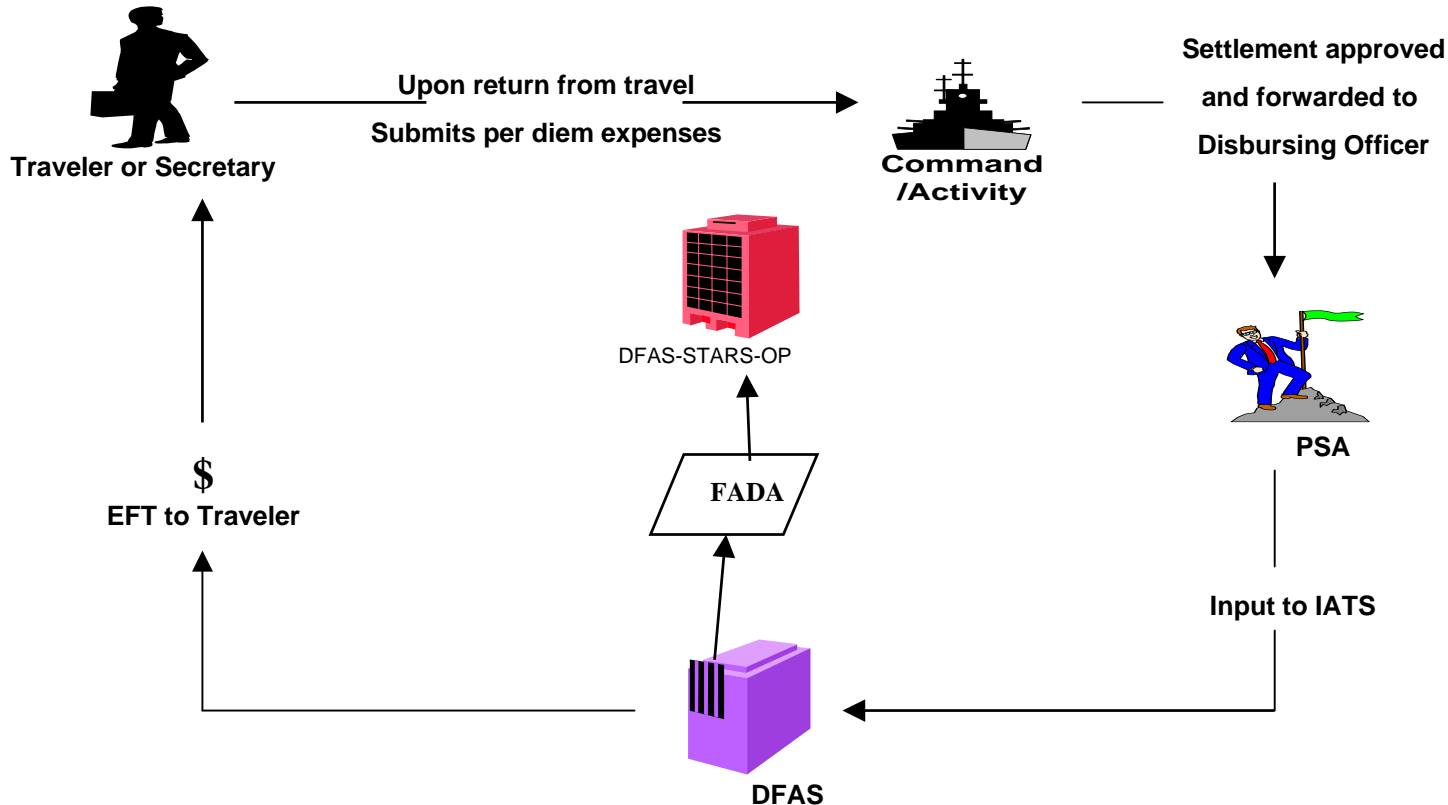 Upon return from travel
Submits per diem expenses
Traveler or Secretary
Command
/Activity
Settlement approved
and forwarded to
Disbursing Officer
DFAS-STARS-OP
PSA
FADA
$
EFT to Traveler
Input to IATS
DFAS